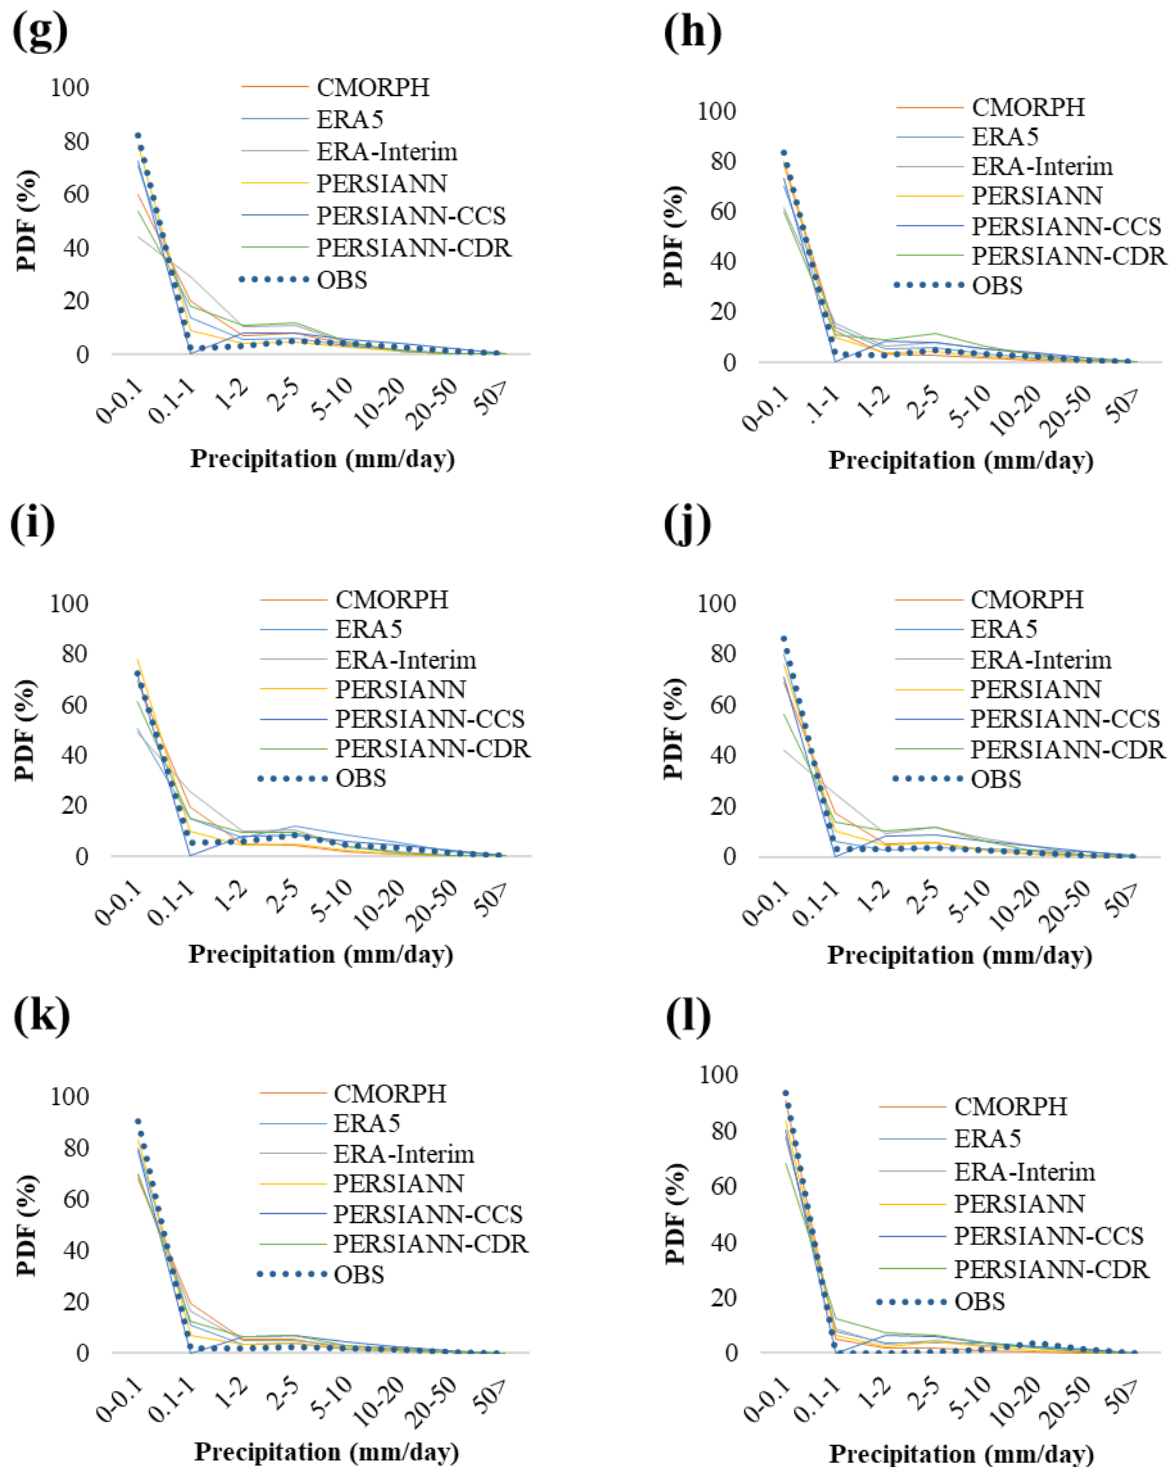 (g)
PDF (%)
100
80
60
40
20
0
CMORPH
ERA5
ERA-Interim
PERSIANN
PERSIANN-CCS
PERSIANN-CDR
OBS
0-0.1
0.1-1
1-2
2-5
5-10
10-20
20-50
50>
Precipitation (mm/day)
(h)
PDF (%)
100
80
60
40
20
0
CMORPH
ERA5
ERA-Interim
PERSIANN
PERSIANN-CCS
PERSIANN-CDR
OBS
0-0.1
.1-1
1-2
2-5
5-10
10-20
20-50
50>
Precipitation (mm/day)
(i)
PDF (%)
100
80
60
40
20
0
CMORPH
ERA5
ERA-Interim
PERSIANN
PERSIANN-CCS
PERSIANN-CDR
OBS
0-0.1
0.1-1
1-2
2-5
5-10
10-20
20-50
50>
Precipitation (mm/day)
(j)
PDF (%)
100
80
60
40
20
0
CMORPH
ERA5
ERA-Interim
PERSIANN
PERSIANN-CCS
PERSIANN-CDR
OBS
0-0.1
0.1-1
1-2
2-5
5-10
10-20
20-50
50>
Precipitation (mm/day)
(k)
PDF (%)
100
80
60
40
20
0
CMORPH
ERA5
ERA-Interim
PERSIANN
PERSIANN-CCS
PERSIANN-CDR
OBS
0-0.1
0.1-1
1-2
2-5
5-10
10-20
20-50
50>
Precipitation (mm/day)
(l)
PDF (%)
100
80
60
40
20
0
CMORPH
ERA5
ERA-Interim
PERSIANN
PERSIANN-CCS
PERSIANN-CDR
OBS
0-0.1
0.1-1
1-2
2-5
5-10
10-20
20-50
50>
Precipitation (mm/day)